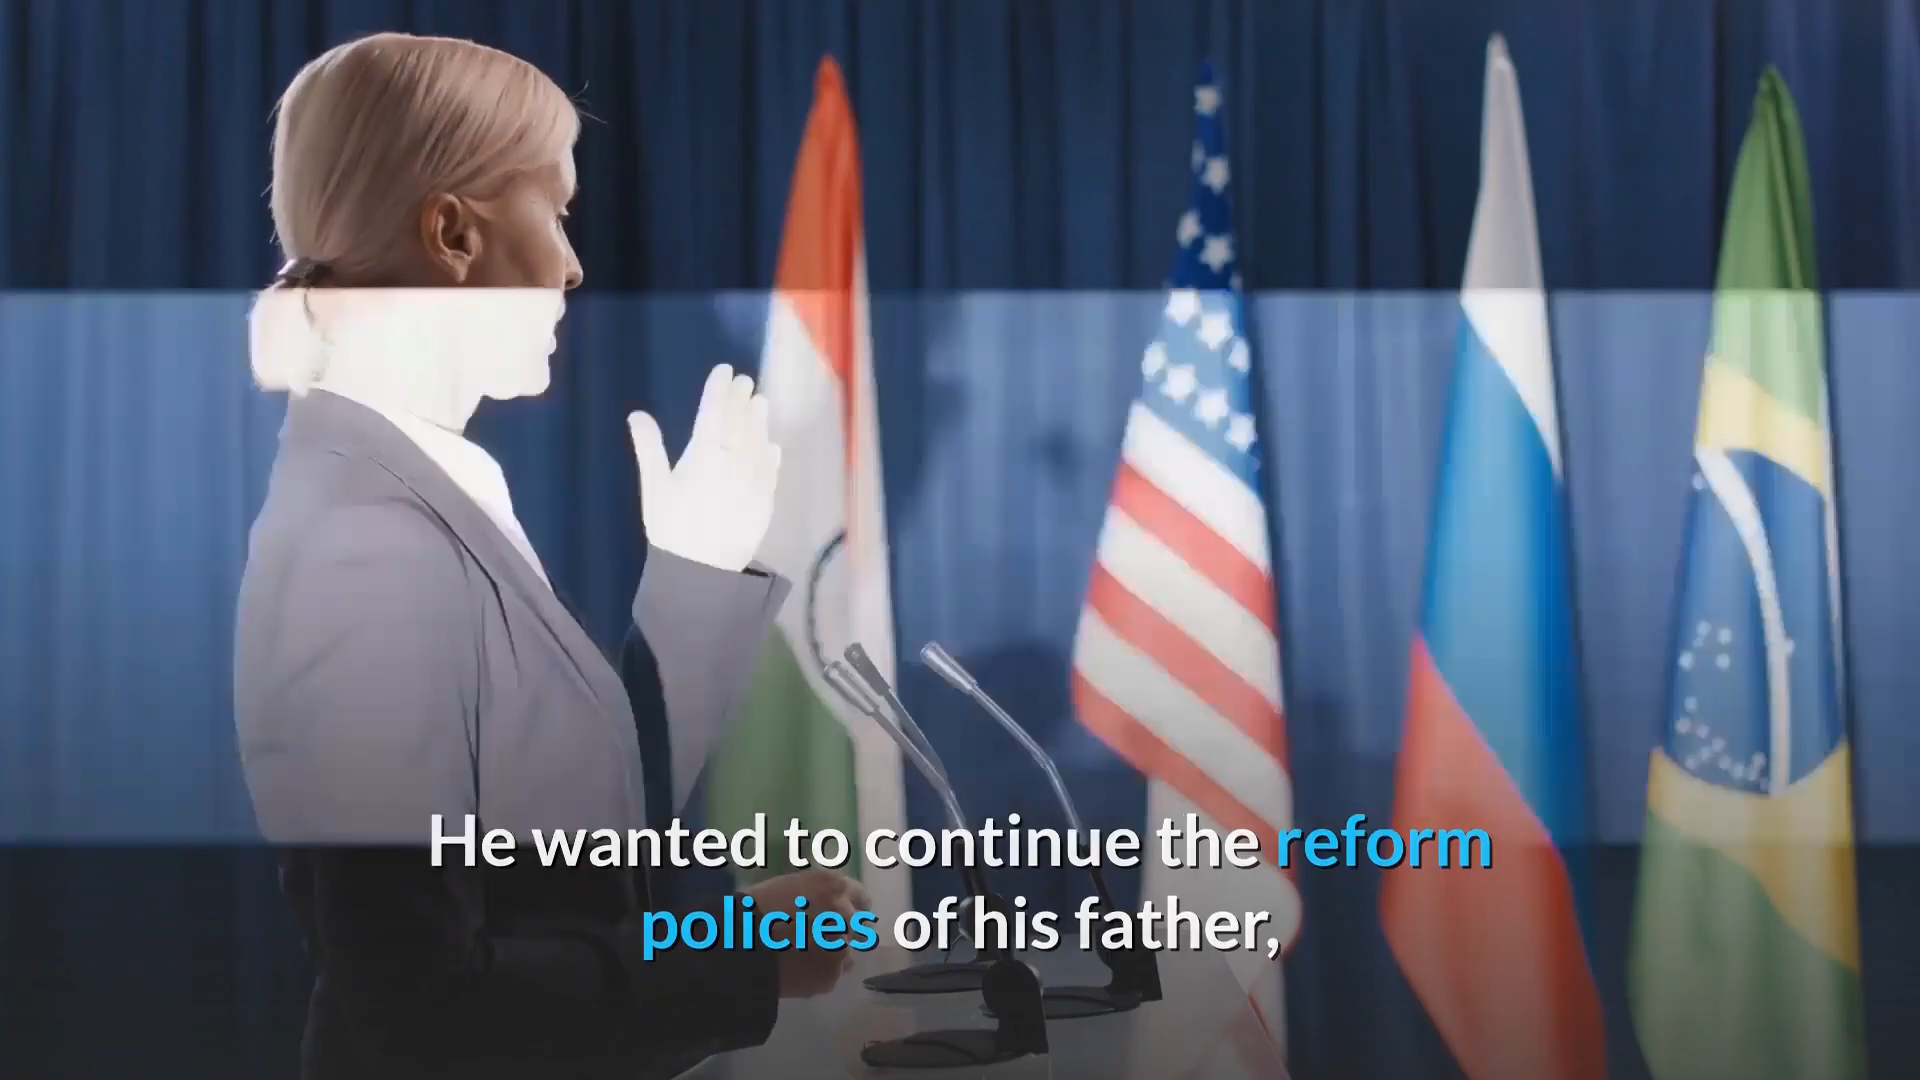 He wanted to continue the reform
policies of his father,